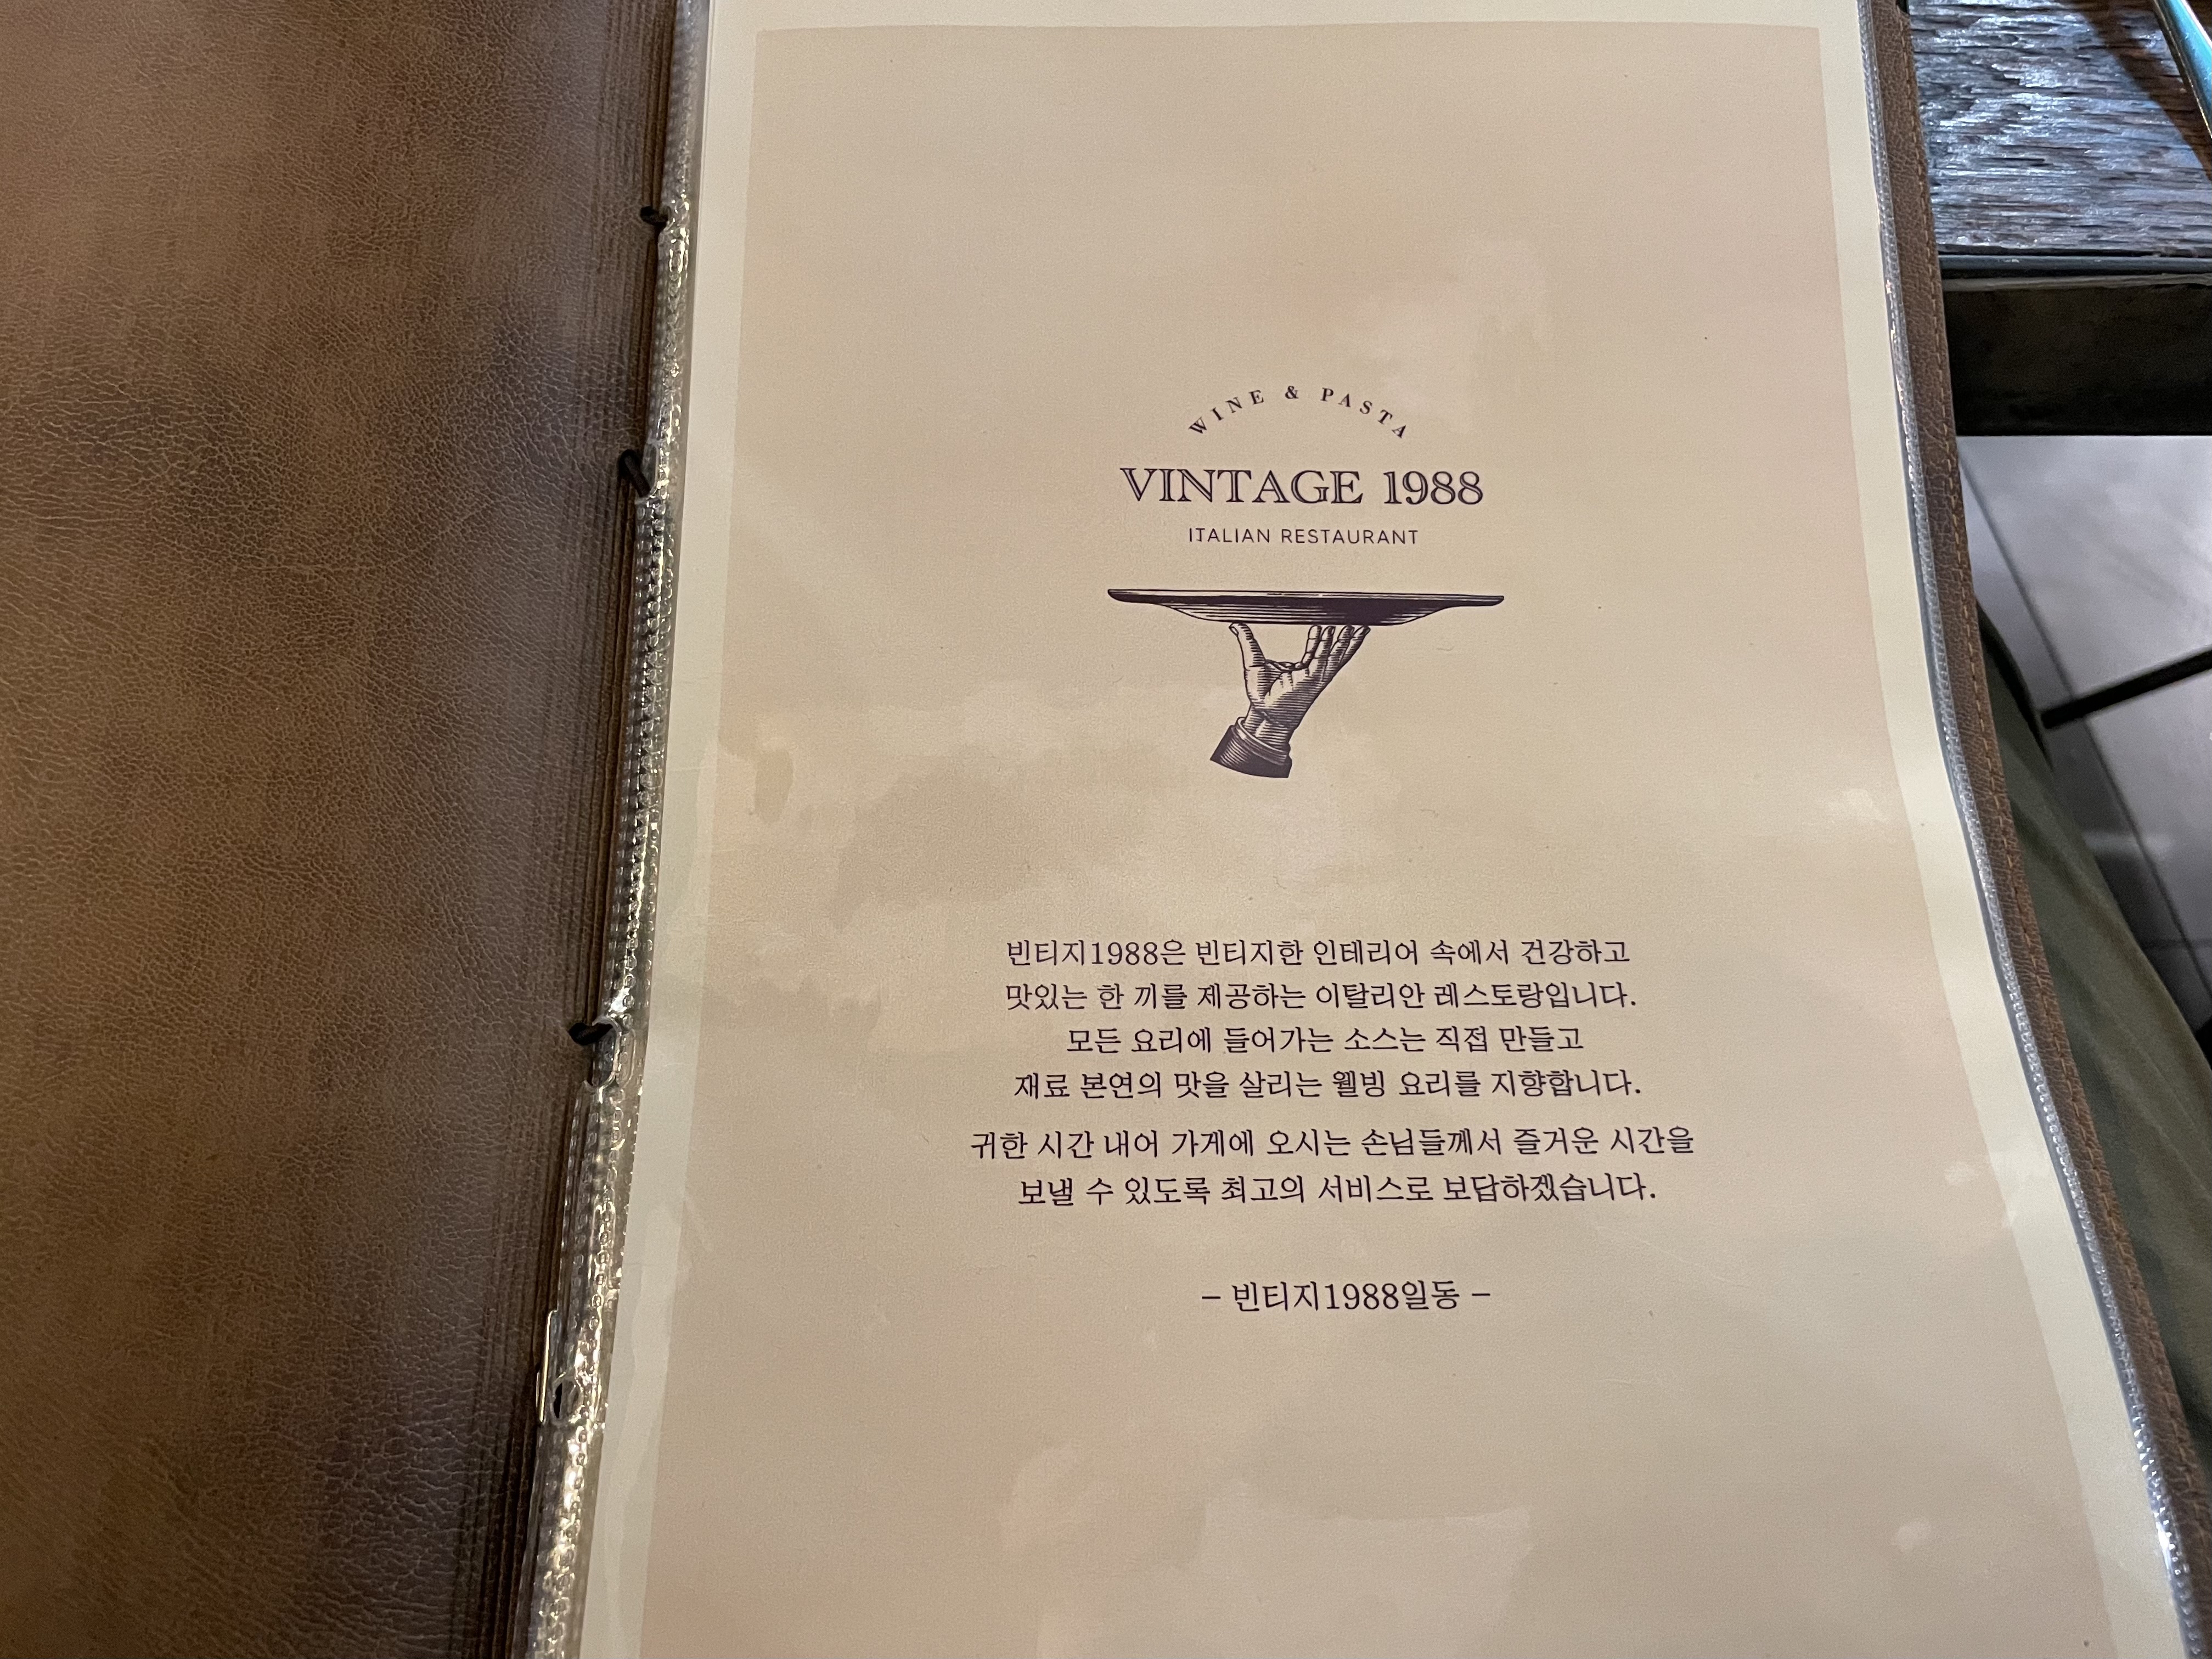 WINE & PASTA
VINTAGE 1988
ITALIAN RESTAURANT
빈티지1988은 빈티지한 인테리어 속에서 건강하고
맛있는 한 끼를 제공하는 이탈리안 레스토랑입니다.
모든 요리에 들어가는 소스는 직접 만들고
재료 본연의 맛을 살리는 웰빙 요리를 지향합니다.
귀한 시간 내어 가게에 오시는 손님들께서 즐거운 시간을
보낼 수 있도록 최고의 서비스로 보답하겠습니다.
– 빈티지1988일동 –